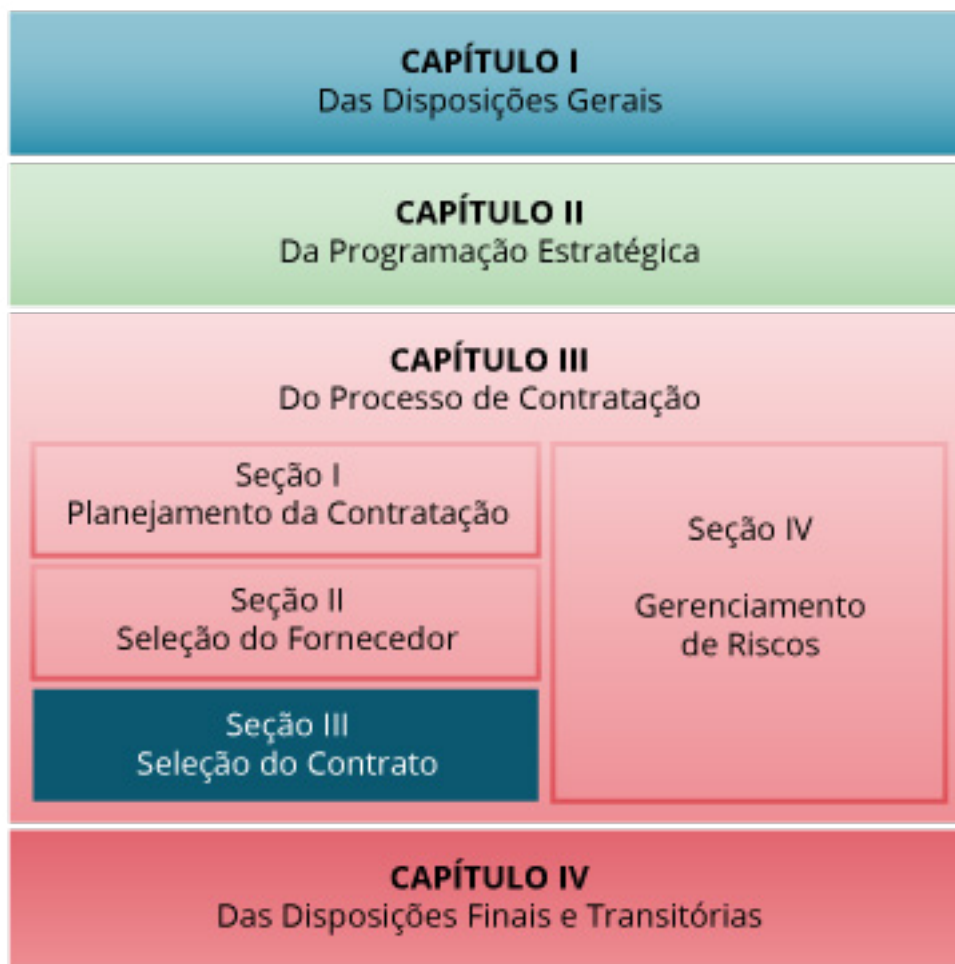 CAPÍTULO I
Das Disposições Gerais
CAPÍTULO II
Da Programação Estratégica
CAPÍTULO III
Do Processo de Contratação
Seção I
Planejamento da Contratação
Seção II
Seleção do Fornecedor
Seção III
Seleção do Contrato
Seção IV
Gerenciamento
de Riscos
CAPÍTULO IV
Das Disposições Finais e Transitórias